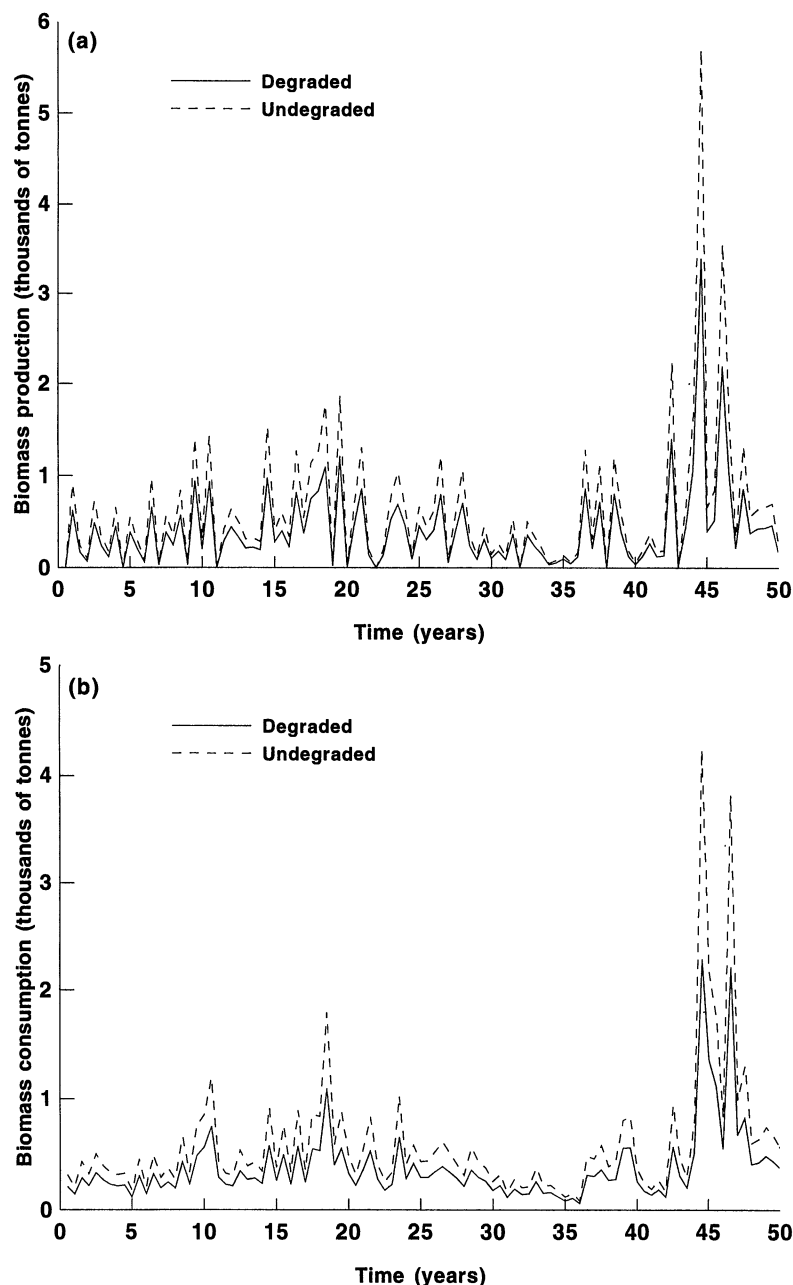 (a)
Degraded
Undegraded
Biomass production (thousands of tonnes)
6
5
4
3
2
1
0
0 5 10 15 20 25 30 35 40 45 50
Time (years)
(b)
Degraded
Undegraded
Biomass consumption (thousands of tonnes)
5
4
3
2
1
0
0 5 10 15 20 25 30 35 40 45 50
Time (years)